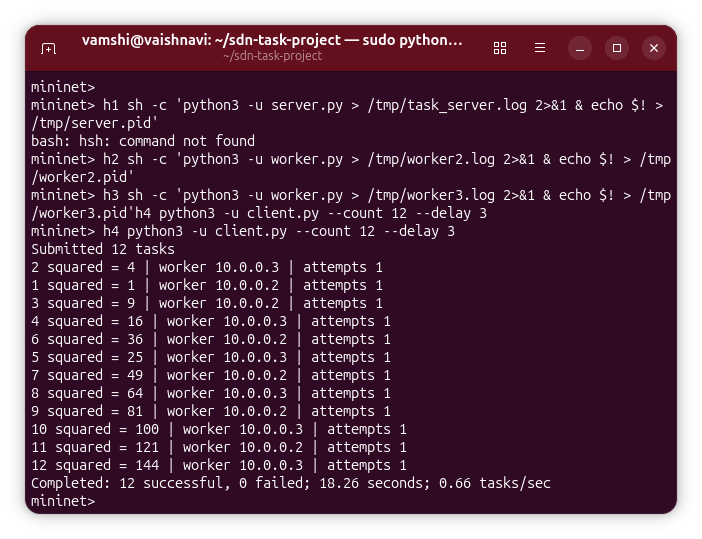 vamshi@vaishnavi: ~/sdn-task-project — sudo python...
~/sdn-task-project
mininet>
mininet> h1 sh -c 'python3 -u server.py > /tmp/task_server.log 2>&1 & echo $! >
/tmp/server.pid'
bash: hsh: command not found
mininet> h2 sh -c 'python3 -u worker.py > /tmp/worker2.log 2>&1 & echo $! > /tmp
/worker2.pid'
mininet> h3 sh -c 'python3 -u worker.py > /tmp/worker3.log 2>&1 & echo $! > /tmp
/worker3.pid'h4 python3 -u client.py --count 12 --delay 3
mininet> h4 python3 -u client.py --count 12 --delay 3
Submitted 12 tasks
2 squared = 4 | worker 10.0.0.3 | attempts 1
1 squared = 1 | worker 10.0.0.2 | attempts 1
3 squared = 9 | worker 10.0.0.2 | attempts 1
4 squared = 16 | worker 10.0.0.3 | attempts 1
6 squared = 36 | worker 10.0.0.2 | attempts 1
5 squared = 25 | worker 10.0.0.3 | attempts 1
7 squared = 49 | worker 10.0.0.2 | attempts 1
8 squared = 64 | worker 10.0.0.3 | attempts 1
9 squared = 81 | worker 10.0.0.2 | attempts 1
10 squared = 100 | worker 10.0.0.3 | attempts 1
11 squared = 121 | worker 10.0.0.2 | attempts 1
12 squared = 144 | worker 10.0.0.3 | attempts 1
Completed: 12 successful, 0 failed; 18.26 seconds; 0.66 tasks/sec
mininet>